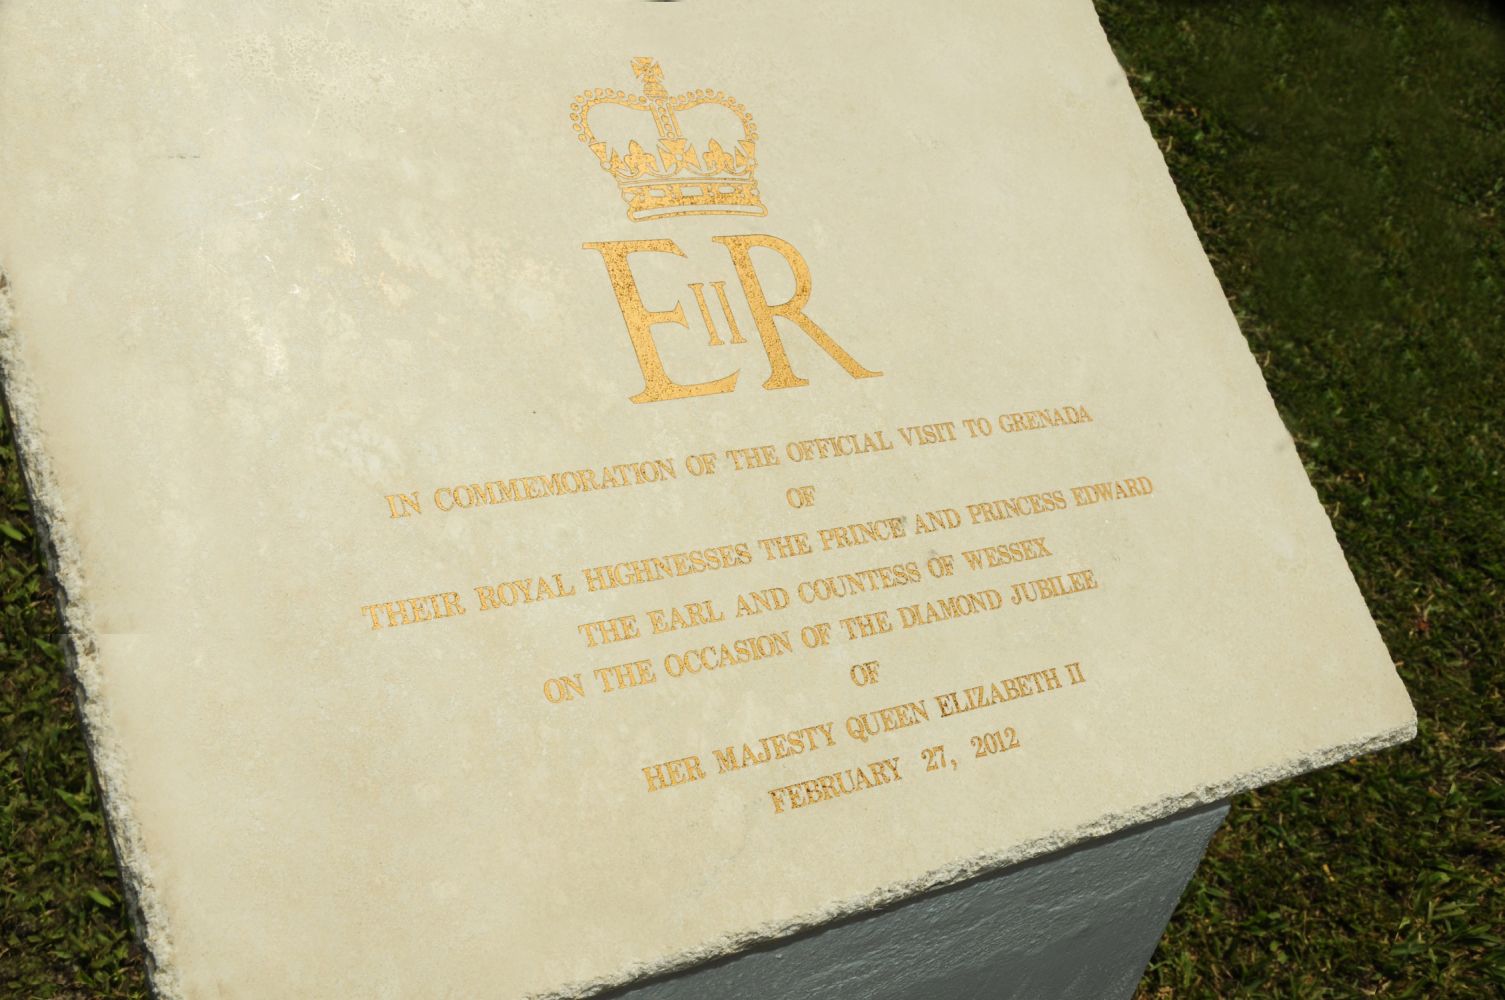 EIIR
IN COMMEMORATION OF THE OFFICIAL VISIT TO GRENADA
OF
THEIR ROYAL HIGHNESSES THE PRINCE AND PRINCESS EDWARD
THE EARL AND COUNTESS OF WESSEX
ON THE OCCASION OF THE DIAMOND JUBILEE
OF
HER MAJESTY QUEEN ELIZABETH II
FEBRUARY 27, 2012